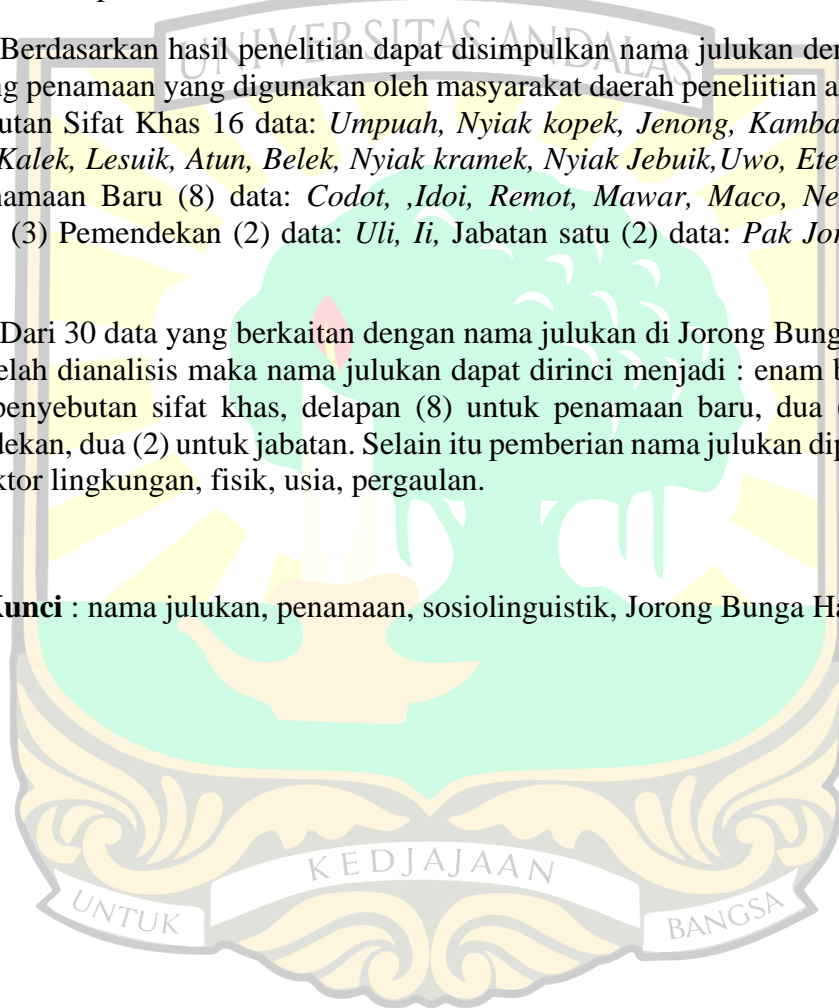 Berdasarkan hasil penelitian dapat disimpulkan nama julukan den
ng penamaan yang digunakan oleh masyarakat daerah peneliitian a
utan Sifat Khas 16 data: Umpuah, Nyiak kopek, Jenong, Kamba
Kalek, Lesuik, Atun, Belek, Nyiak kramek, Nyiak Jebuik,Uwo, Ete
namaan Baru (8) data: Codot, ,Idoi, Remot, Mawar, Maco, Ne
(3) Pemendekan (2) data: Uli, Ii, Jabatan satu (2) data: Pak Jor
Dari 30 data yang berkaitan dengan nama julukan di Jorong Bung
elah dianalisis maka nama julukan dapat dirinci menjadi : enam b
penyebutan sifat khas, delapan (8) untuk penamaan baru, dua (
dekan, dua (2) untuk jabatan. Selain itu pemberian nama julukan dip
ktor lingkungan, fisik, usia, pergaulan.
Kunci : nama julukan, penamaan, sosiolinguistik, Jorong Bunga Ha
UNIVERSITAS ANDALAS
KEDJAJAAN
UNTUK BANGSA